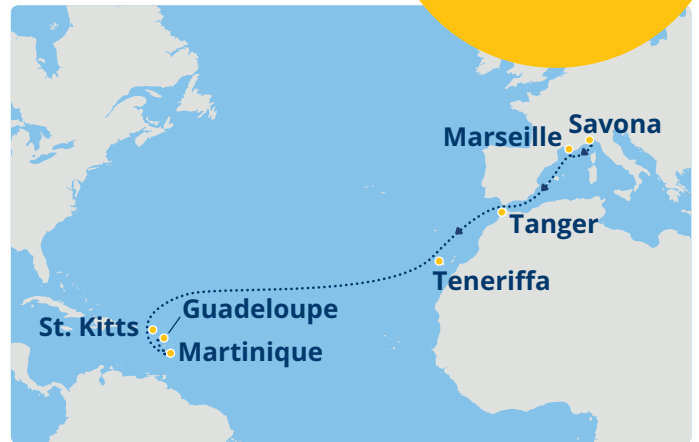 Savona
Marseille
Tanger
Teneriffa
Guadeloupe
St. Kitts
Martinique